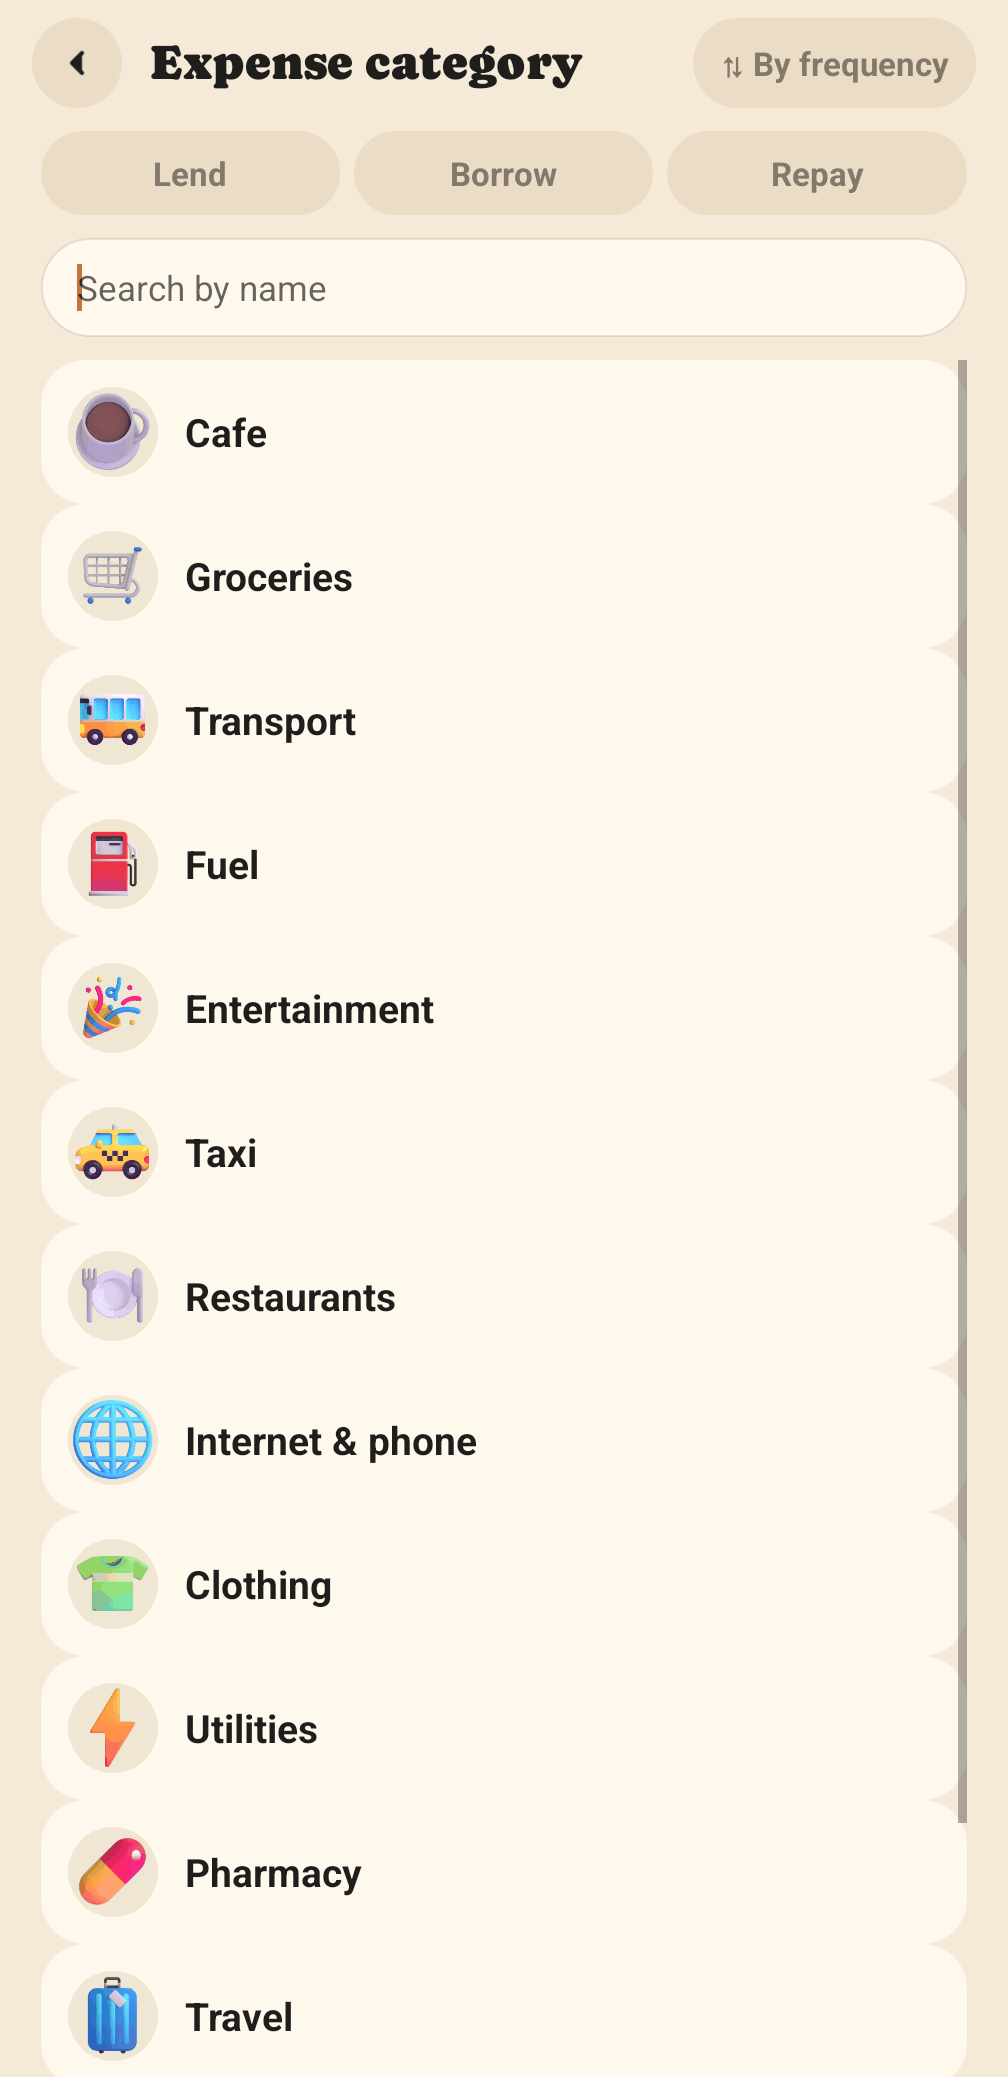 Expense category
By frequency
Lend
Borrow
Repay
Search by name
Cafe
Groceries
Transport
Fuel
Entertainment
Taxi
Restaurants
Internet & phone
Clothing
Utilities
Pharmacy
Travel